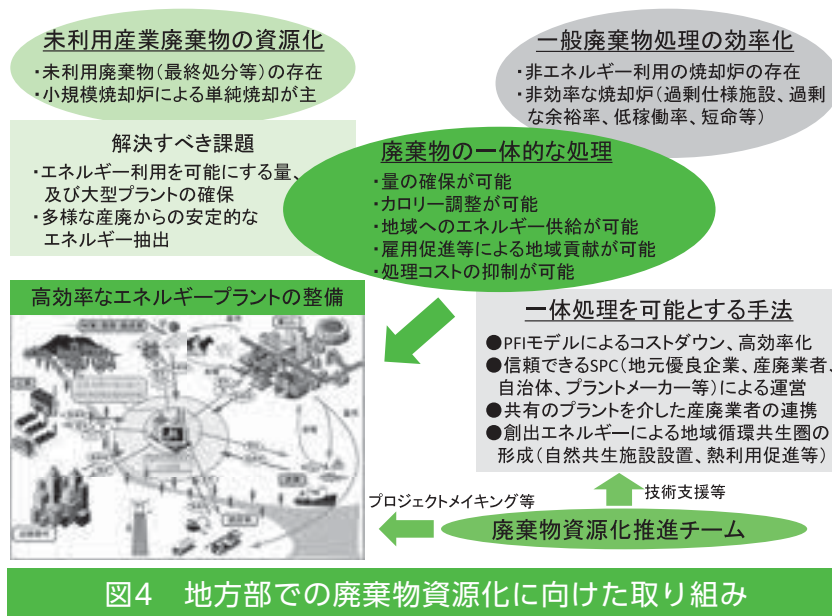 未利用産業廃棄物の資源化
・未利用廃棄物(最終処分等)の存在
・小規模焼却炉による単純焼却が主
一般廃棄物処理の効率化
・非エネルギー利用の焼却炉の存在
・非効率な焼却炉(過剰仕様施設、過剰
な余裕率、低稼働率、短命等)
解決すべき課題
・エネルギー利用を可能にする量、
及び大型プラントの確保
・多様な産廃からの安定的な
エネルギー抽出
廃棄物の一体的な処理
・量の確保が可能
・カロリー調整が可能
・地域へのエネルギー供給が可能
・雇用促進等による地域貢献が可能
・処理コストの抑制が可能
高効率なエネルギープラントの整備
一体処理を可能とする手法
●PFIモデルによるコストダウン、高効率化
●信頼できるSPC(地元優良企業、産廃業者、
自治体、プラントメーカー等)による運営
●共有のプラントを介した産廃業者の連携
●創出エネルギーによる地域循環共生圏の
形成(自然共生施設設置、熱利用促進等)
プロジェクトメイキング等
技術支援等
廃棄物資源化推進チーム
図4 地方部での廃棄物資源化に向けた取り組み